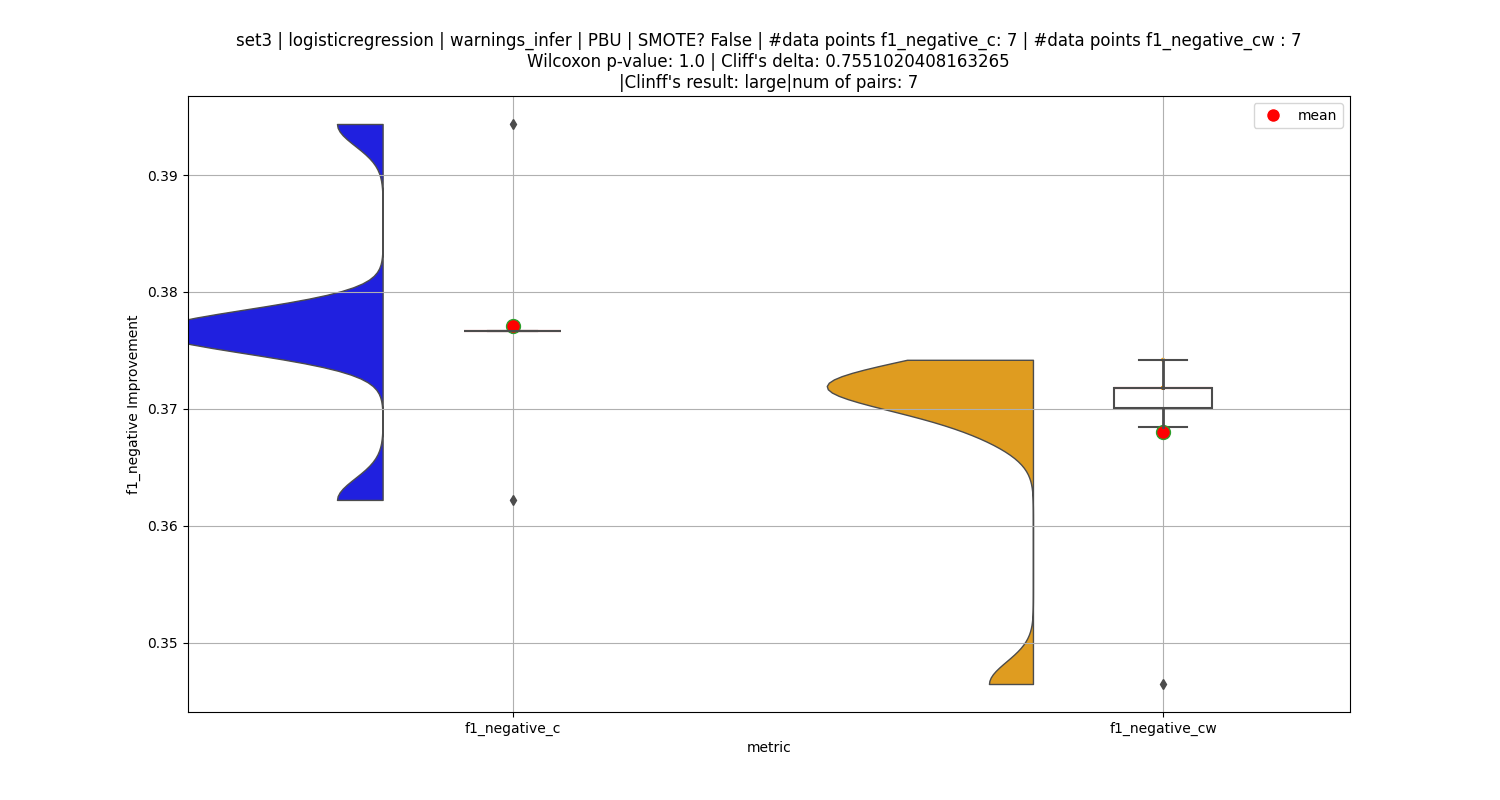 set3 | logisticregression | warnings_infer | PBU | SMOTE? False | #data points f1_negative_c: 7 | #data points f1_negative_cw : 7
Wilcoxon p-value: 1.0 | Cliff's delta: 0.7551020408163265
|Clinff's result: large|num of pairs: 7
mean
0.39
0.38
0.37
0.36
0.35
f1_negative Improvement
f1_negative_c
f1_negative_cw
metric